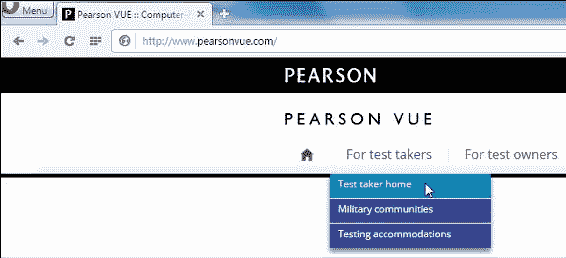 Menu
Pearson VUE :: Computer-
http://www.pearsonvue.com/
PEARSON
PEARSON VUE
For test takers
For test owners
Test taker home
Military communities
Testing accommodations